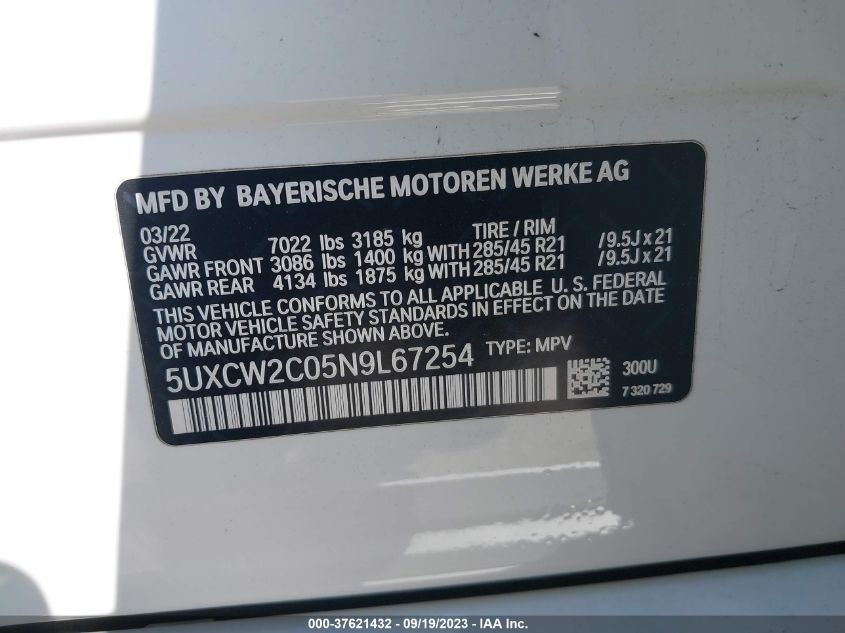 MFD BY BAYERISCHE MOTOREN WERKE AG
03/22 TIRE / RIM
GVWR 7022 lbs 3185 kg
GAWR FRONT 3086 lbs 1400 kg WITH 285/45 R21 /9.5J x 21
GAWR REAR 4134 lbs 1875 kg WITH 285/45 R21 /9.5J x 21
THIS VEHICLE CONFORMS TO ALL APPLICABLE U. S. FEDERAL
MOTOR VEHICLE SAFETY STANDARDS IN EFFECT ON THE DATE
OF MANUFACTURE SHOWN ABOVE.
5UXCW2C05N9L67254 TYPE: MPV
300U
7 320 729
000-37621432 - 09/19/2023 - IAA Inc.